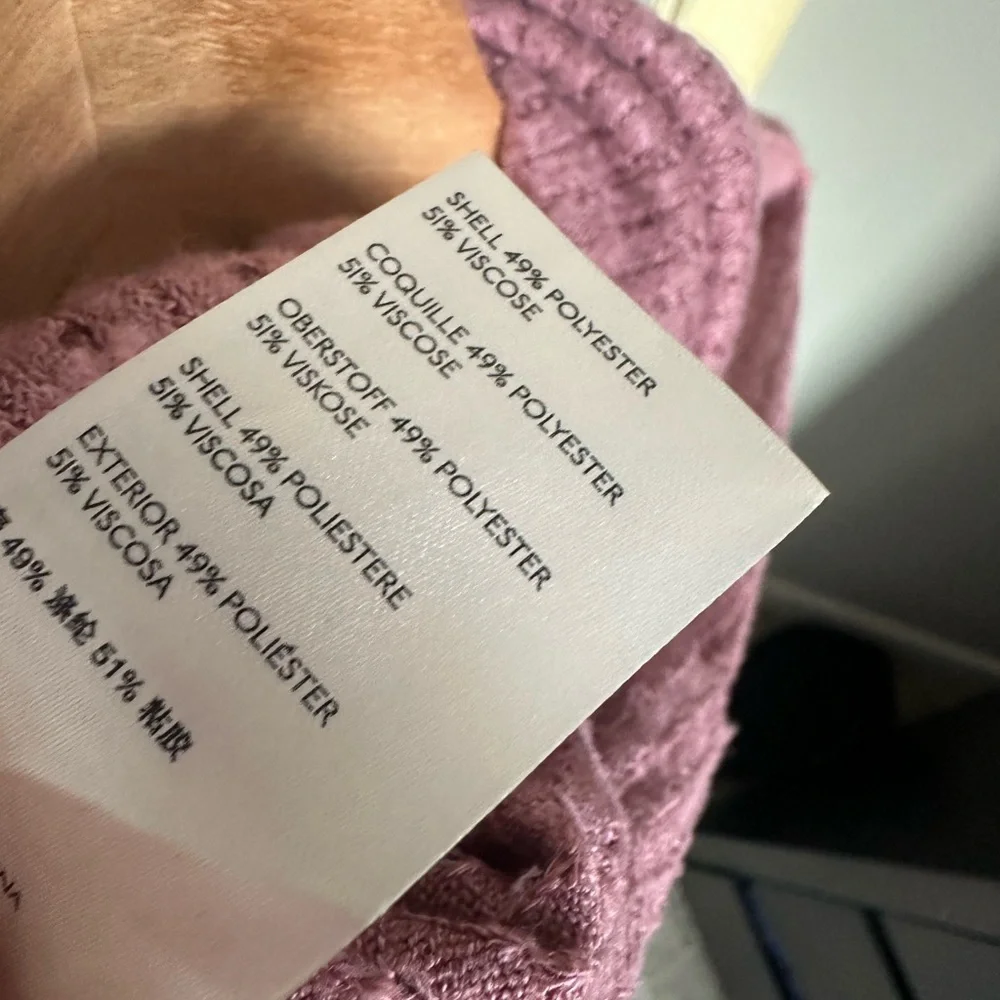 SHELL 49% POLYESTER
51% VISCOSE
COQUILLE 49% POLYESTER
51% VISCOSE
OBERSTOFF 49% POLYESTER
51% VISKOSE
SHELL 49% POLIESTERE
51% VISCOSA
EXTERIOR 49% POLIÉSTER
51% VISCOSA
49% 涤纶 51% 粘胶